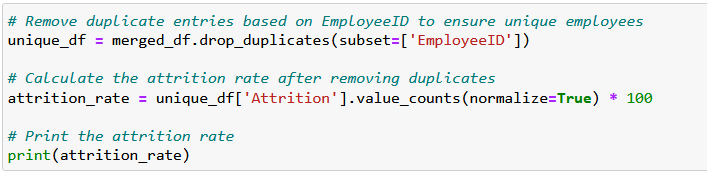 # Remove duplicate entries based on EmployeeID to ensure unique employees
unique_df = merged_df.drop_duplicates(subset=['EmployeeID'])
# Calculate the attrition rate after removing duplicates
attrition_rate = unique_df['Attrition'].value_counts(normalize=True) * 100
# Print the attrition rate
print(attrition_rate)